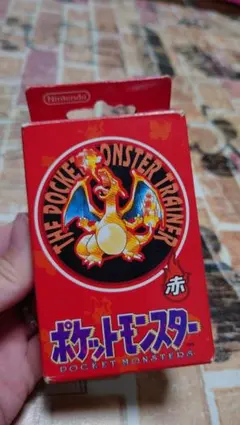 Nintendo
THE POCKET MONSTER TRAINER
赤
ポケットモンスター
POCKET MONSTERS